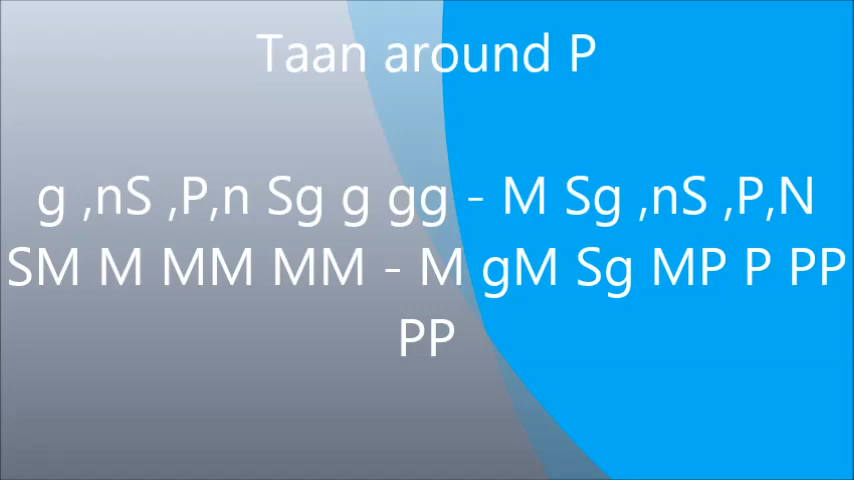 Taan around P
g ,nS ,P,n Sg g gg - M Sg ,nS ,P,N
SM M MM MM - M gM Sg MP P PP
PP